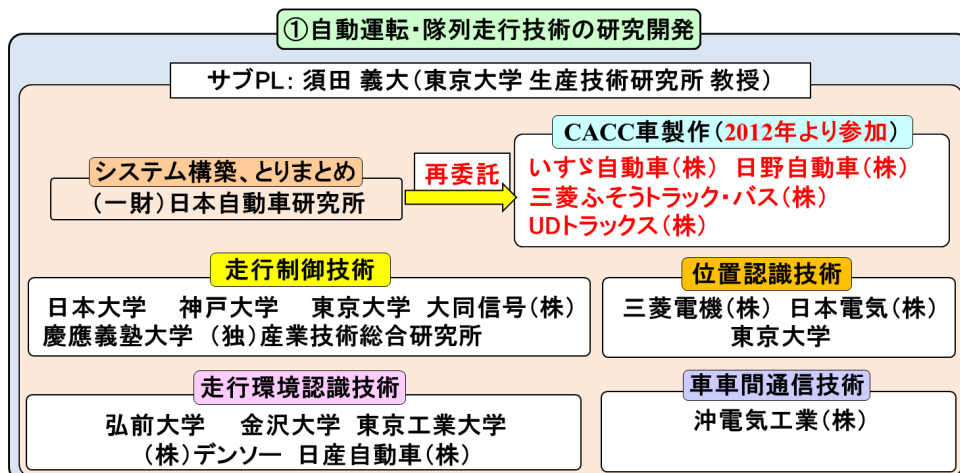 ①自動運転・隊列走行技術の研究開発
サブPL: 須田 義大(東京大学 生産技術研究所 教授)
システム構築、とりまとめ
(一財)日本自動車研究所
再委託
CACC車製作(2012年より参加)
いすゞ自動車(株) 日野自動車(株)
三菱ふそうトラック・バス(株)
UDトラックス(株)
走行制御技術
日本大学 神戸大学 東京大学 大同信号(株)
慶應義塾大学 (独)産業技術総合研究所
位置認識技術
三菱電機(株) 日本電気(株)
東京大学
走行環境認識技術
弘前大学 金沢大学 東京工業大学
(株)デンソー 日産自動車(株)
車車間通信技術
沖電気工業(株)